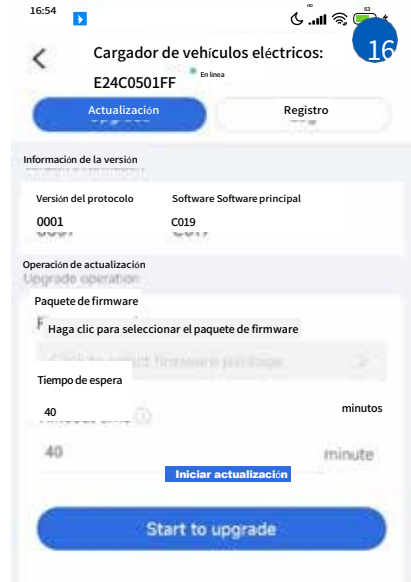 16:54
HD
63
16
Cargador de vehículos eléctricos:
E24C0501FF
En línea
Actualización
Registro
Información de la versión
Versión del protocolo
Software Software principal
0001
C019
Operación de actualización
Upgrade operation
Paquete de firmware
Haga clic para seleccionar el paquete de firmware
Click to select firmware package
Tiempo de espera
40
minutos
40
minute
Iniciar actualización
Start to upgrade